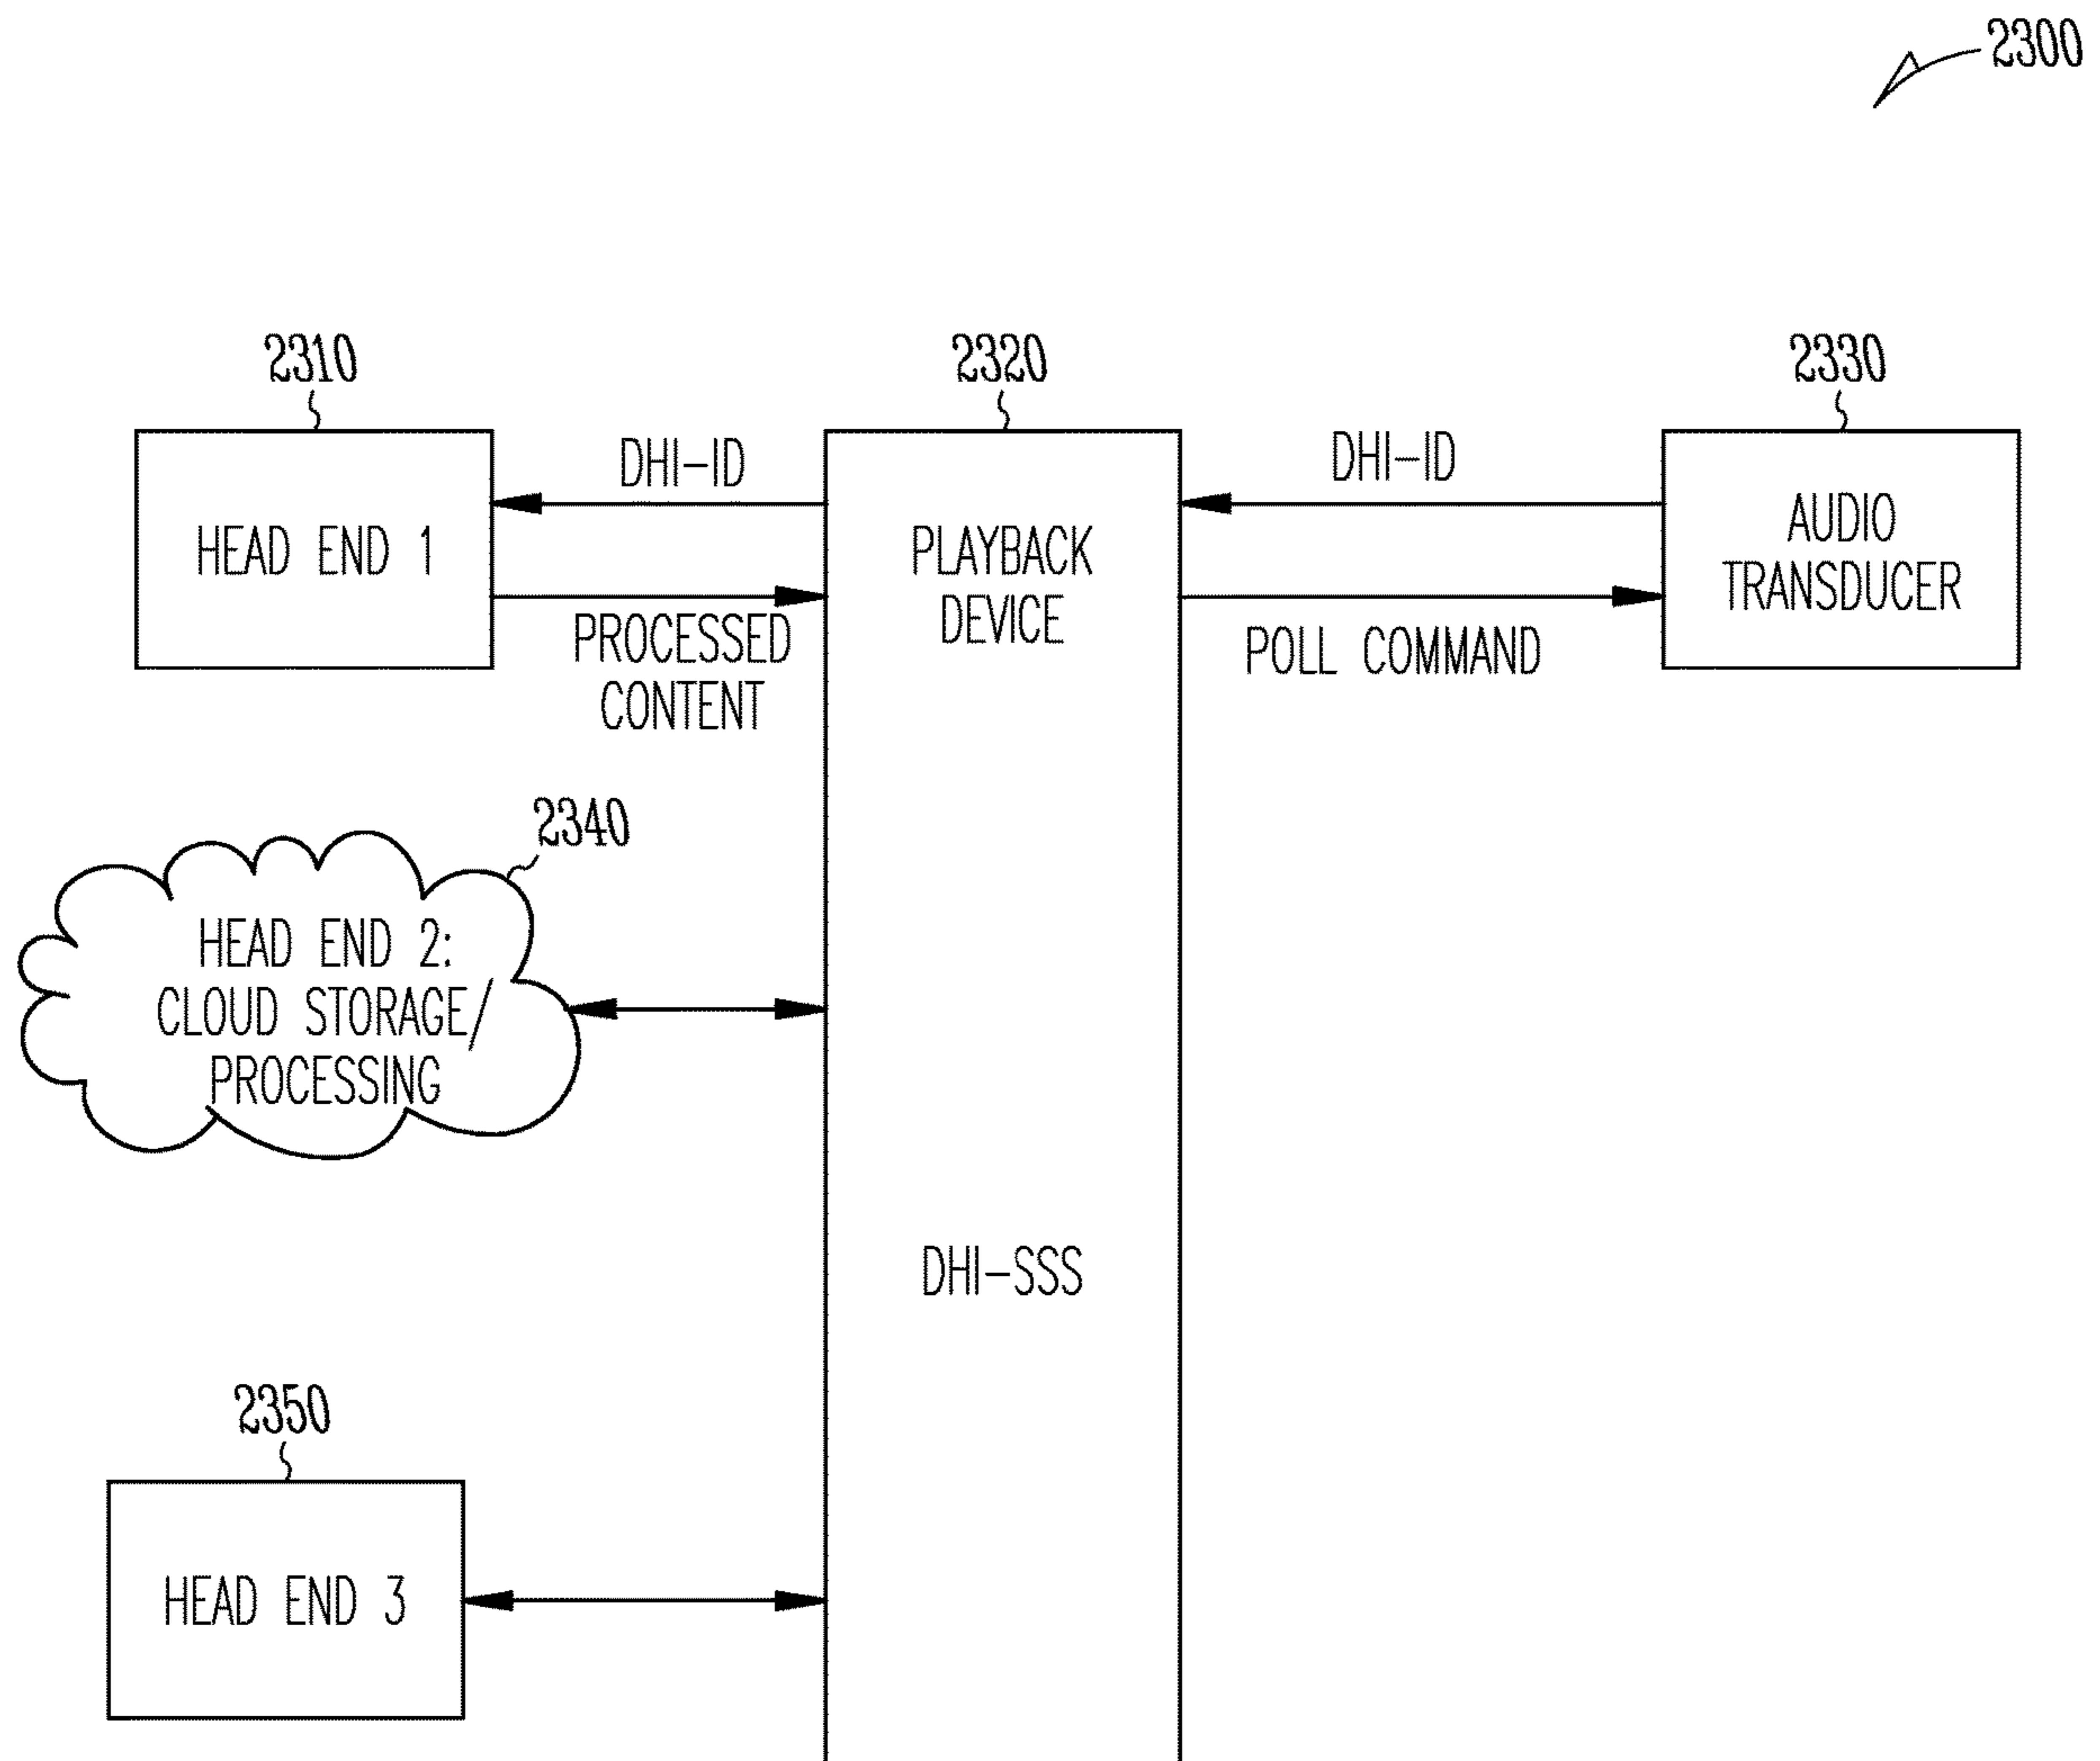 2300
2310
2320
2330
DHI-ID
DHI-ID
HEAD END 1
PLAYBACK
DEVICE
AUDIO
TRANSDUCER
PROCESSED
CONTENT
POLL COMMAND
2340
HEAD END 2:
CLOUD STORAGE/
PROCESSING
DHI-SSS
2350
HEAD END 3